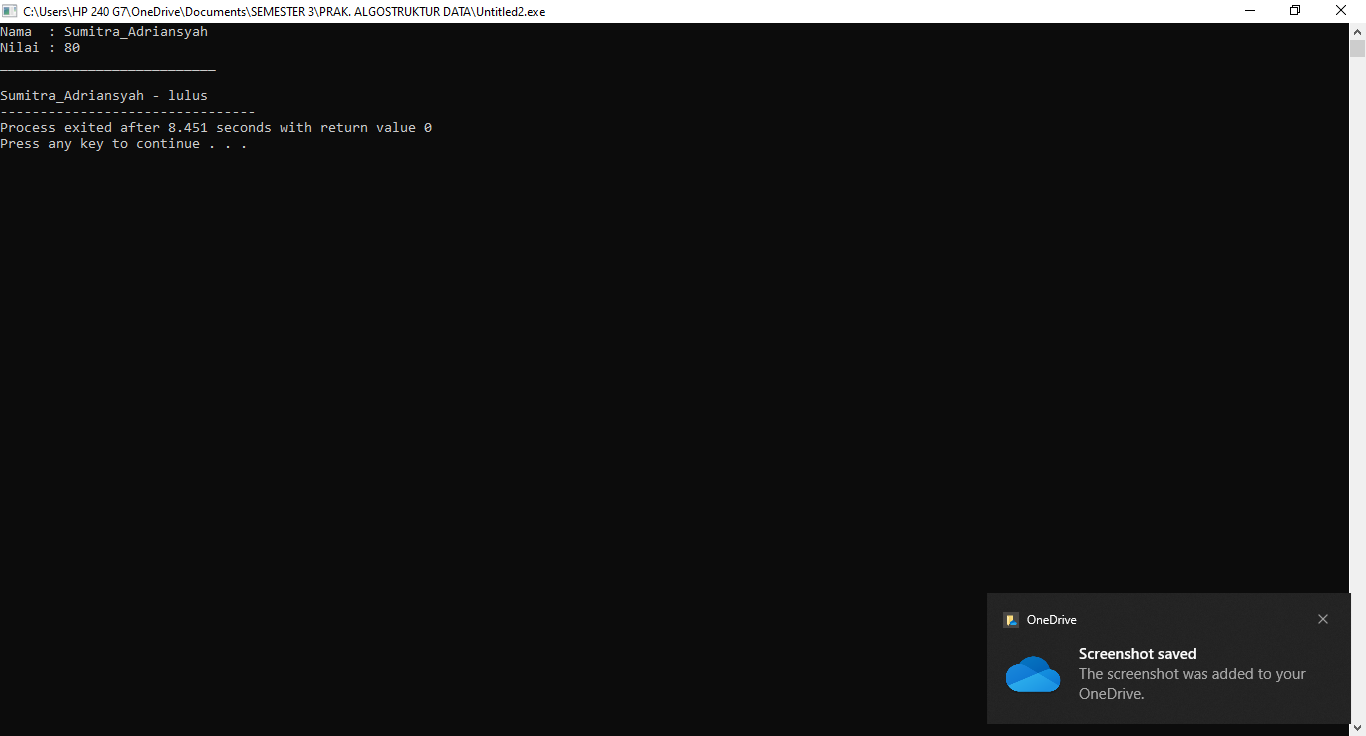 C:\Users\HP 240 G7\OneDrive\Documents\SEMESTER 3\PRAK. ALGOSTRUKTUR DATA\Untitled2.exe
Nama  : Sumitra_Adriansyah
Nilai : 80
___________________________
Sumitra_Adriansyah - lulus
--------------------------------
Process exited after 8.451 seconds with return value 0
Press any key to continue . . .
OneDrive
Screenshot saved
The screenshot was added to your
OneDrive.